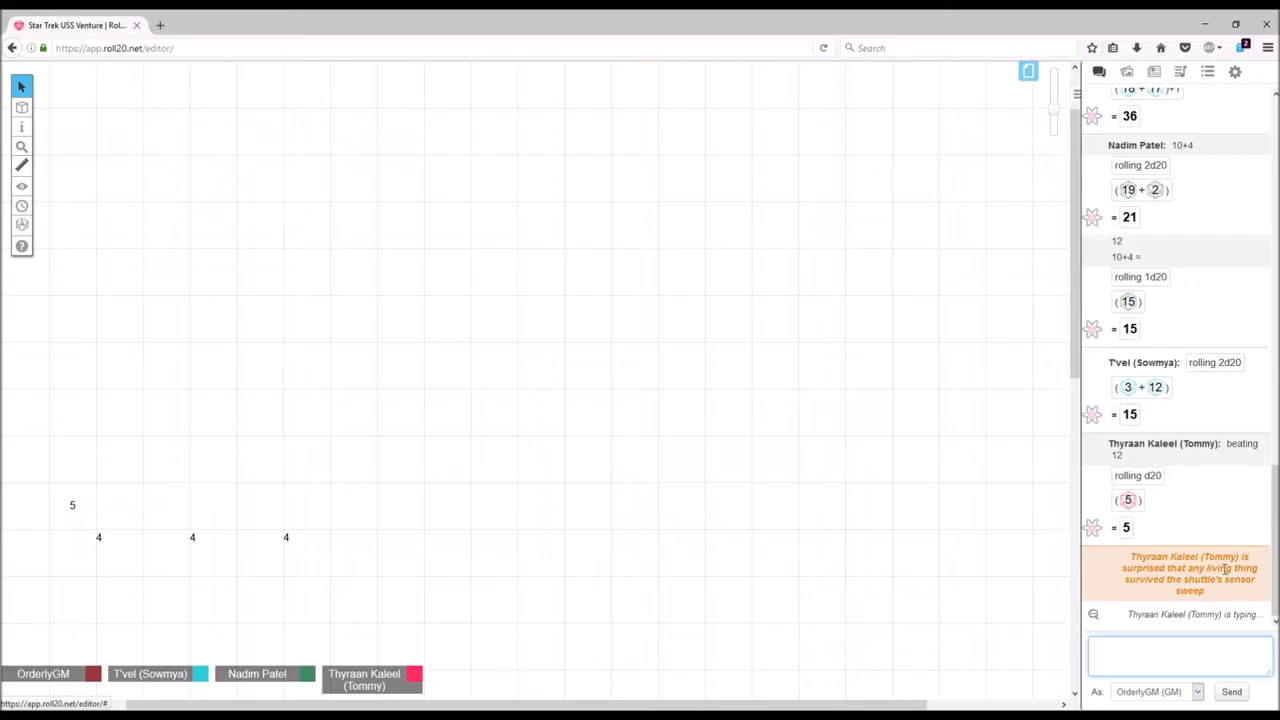 Star Trek USS Venture | Rol...
https://app.roll20.net/editor/
Search
2
(18 + 17)+1
= 36
Nadim Patel: 10+4
rolling 2d20
( 19 + 2 )
= 21
12
10+4 =
rolling 1d20
( 15 )
= 15
T'vel (Sowmya): rolling 2d20
( 3 + 12 )
= 15
Thyraan Kaleel (Tommy): beating
12
rolling d20
( 5 )
= 5
Thyraan Kaleel (Tommy) is
surprised that any living thing
survived the shuttle's sensor
sweep
Thyraan Kaleel (Tommy) is typing...
As: OrderlyGM (GM) Send
5
4 4 4
OrderlyGM T'vel (Sowmya) Nadim Patel Thyraan Kaleel
(Tommy)
https://app.roll20.net/editor/#